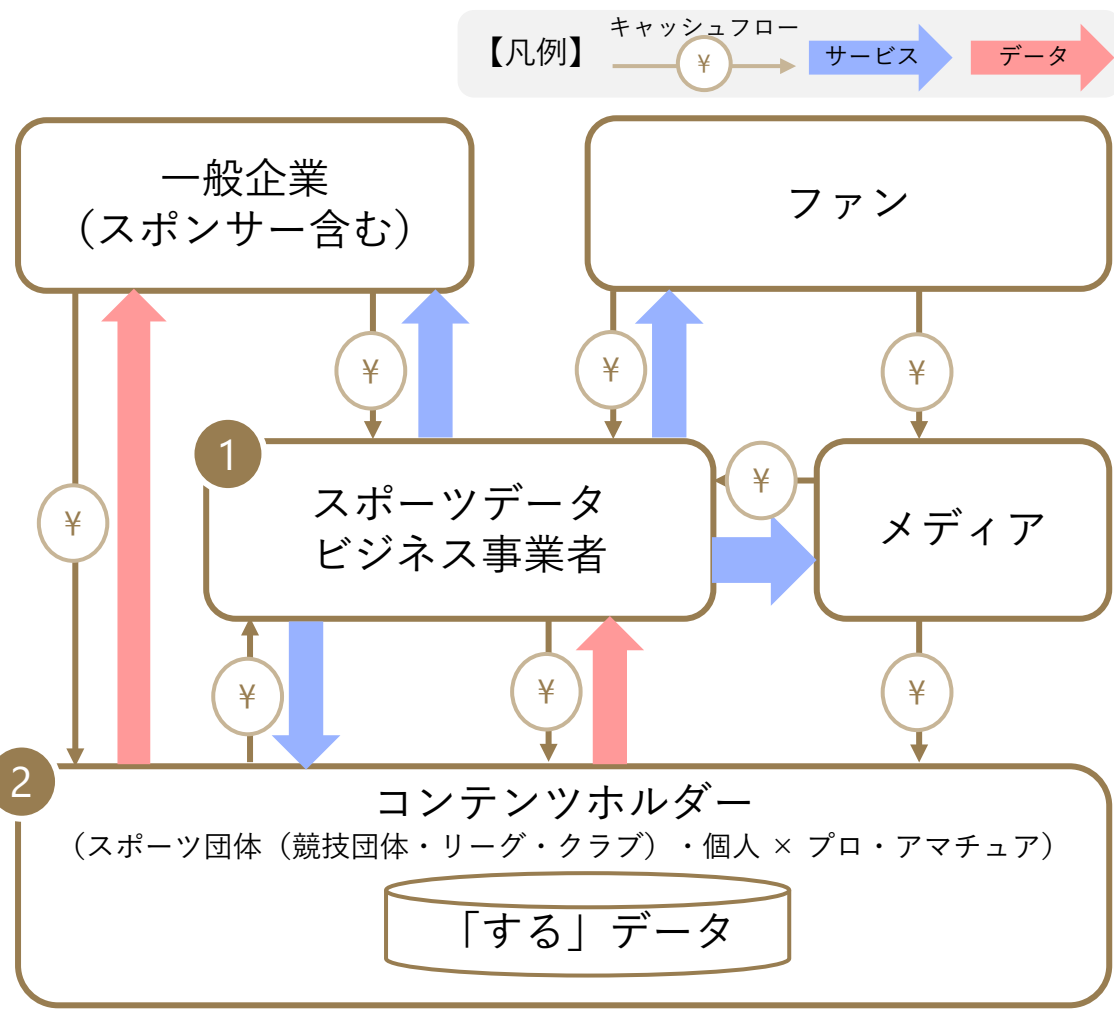 【凡例】
キャッシュフロー
¥
サービス
データ
一般企業
（スポンサー含む）
ファン
¥
¥
¥
1
スポーツデータ
ビジネス事業者
¥
メディア
¥
¥
¥
¥
2
コンテンツホルダー
（スポーツ団体（競技団体・リーグ・クラブ）・個人 × プロ・アマチュア）
「する」データ